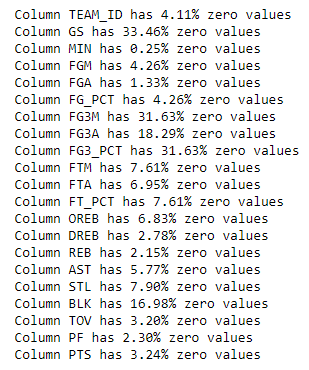 Column TEAM_ID has 4.11% zero values
Column GS has 33.46% zero values
Column MIN has 0.25% zero values
Column FGM has 4.26% zero values
Column FGA has 1.33% zero values
Column FG_PCT has 4.26% zero values
Column FG3M has 31.63% zero values
Column FG3A has 18.29% zero values
Column FG3_PCT has 31.63% zero values
Column FTM has 7.61% zero values
Column FTA has 6.95% zero values
Column FT_PCT has 7.61% zero values
Column OREB has 6.83% zero values
Column DREB has 2.78% zero values
Column REB has 2.15% zero values
Column AST has 5.77% zero values
Column STL has 7.90% zero values
Column BLK has 16.98% zero values
Column TOV has 3.20% zero values
Column PF has 2.30% zero values
Column PTS has 3.24% zero values